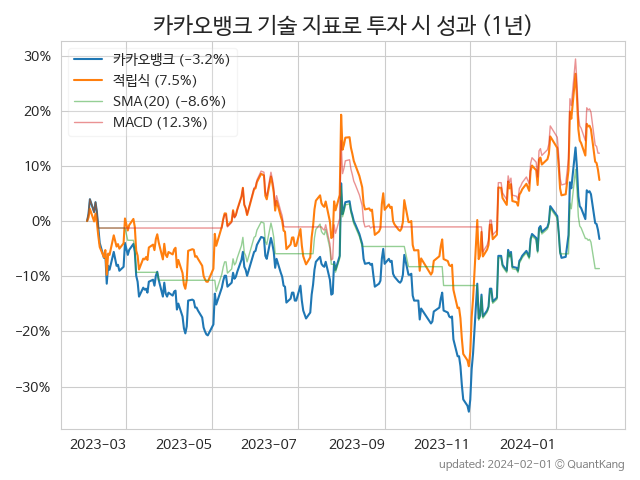 카카오뱅크 기술 지표로 투자 시 성과 (1년)
30%
20%
10%
0%
−10%
−20%
−30%
카카오뱅크 (−3.2%)
적립식 (7.5%)
SMA(20) (−8.6%)
MACD (12.3%)
2023-03 2023-05 2023-07 2023-09 2023-11 2024-01
updated: 2024-02-01 © QuantKang